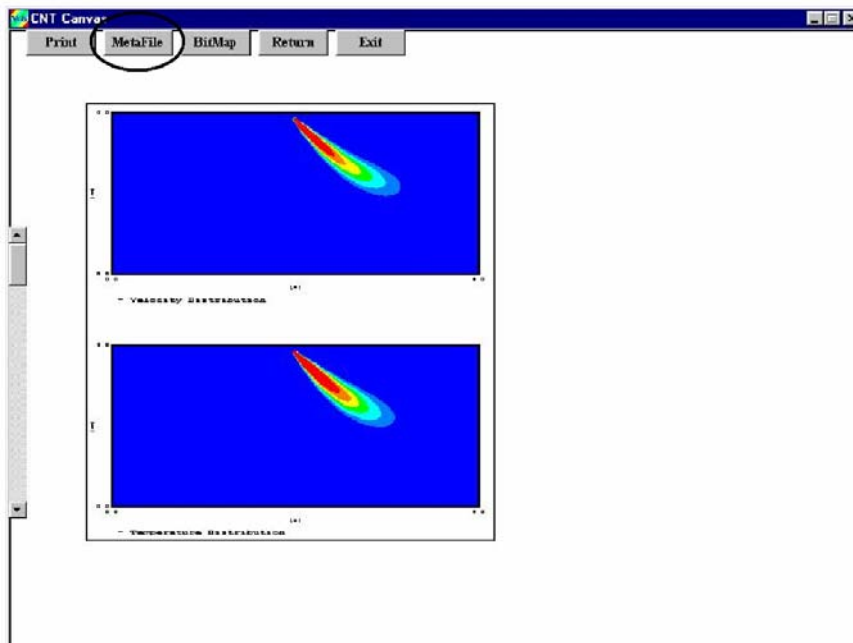 CNT Canvas
Print MetaFile BitMap Return Exit
- Velocity Distribution
- Temperature Distribution